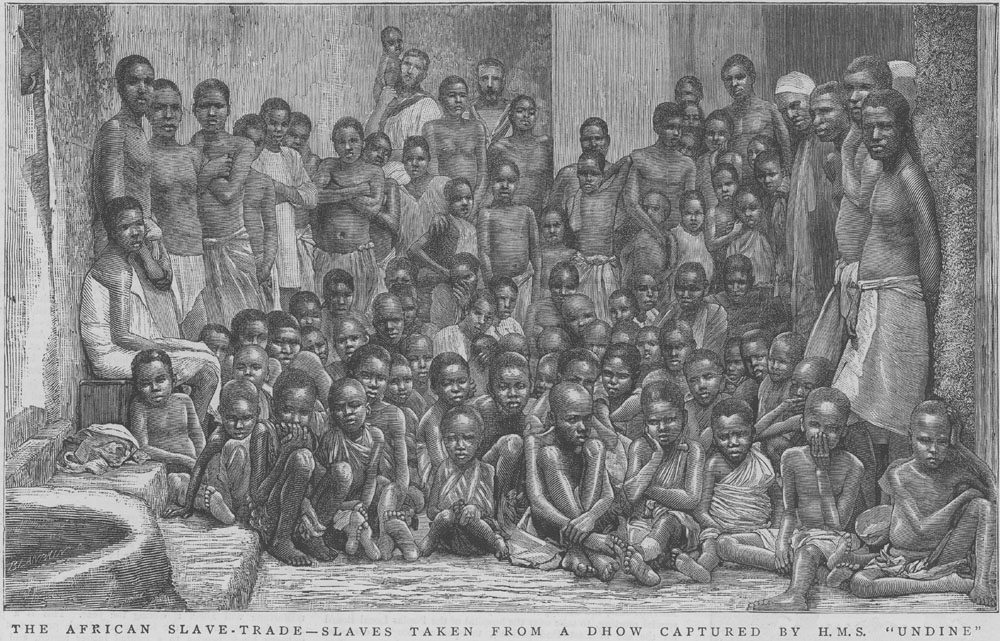 THE AFRICAN SLAVE-TRADE—SLAVES TAKEN FROM A DHOW CAPTURED BY H.M.S. "UNDINE"